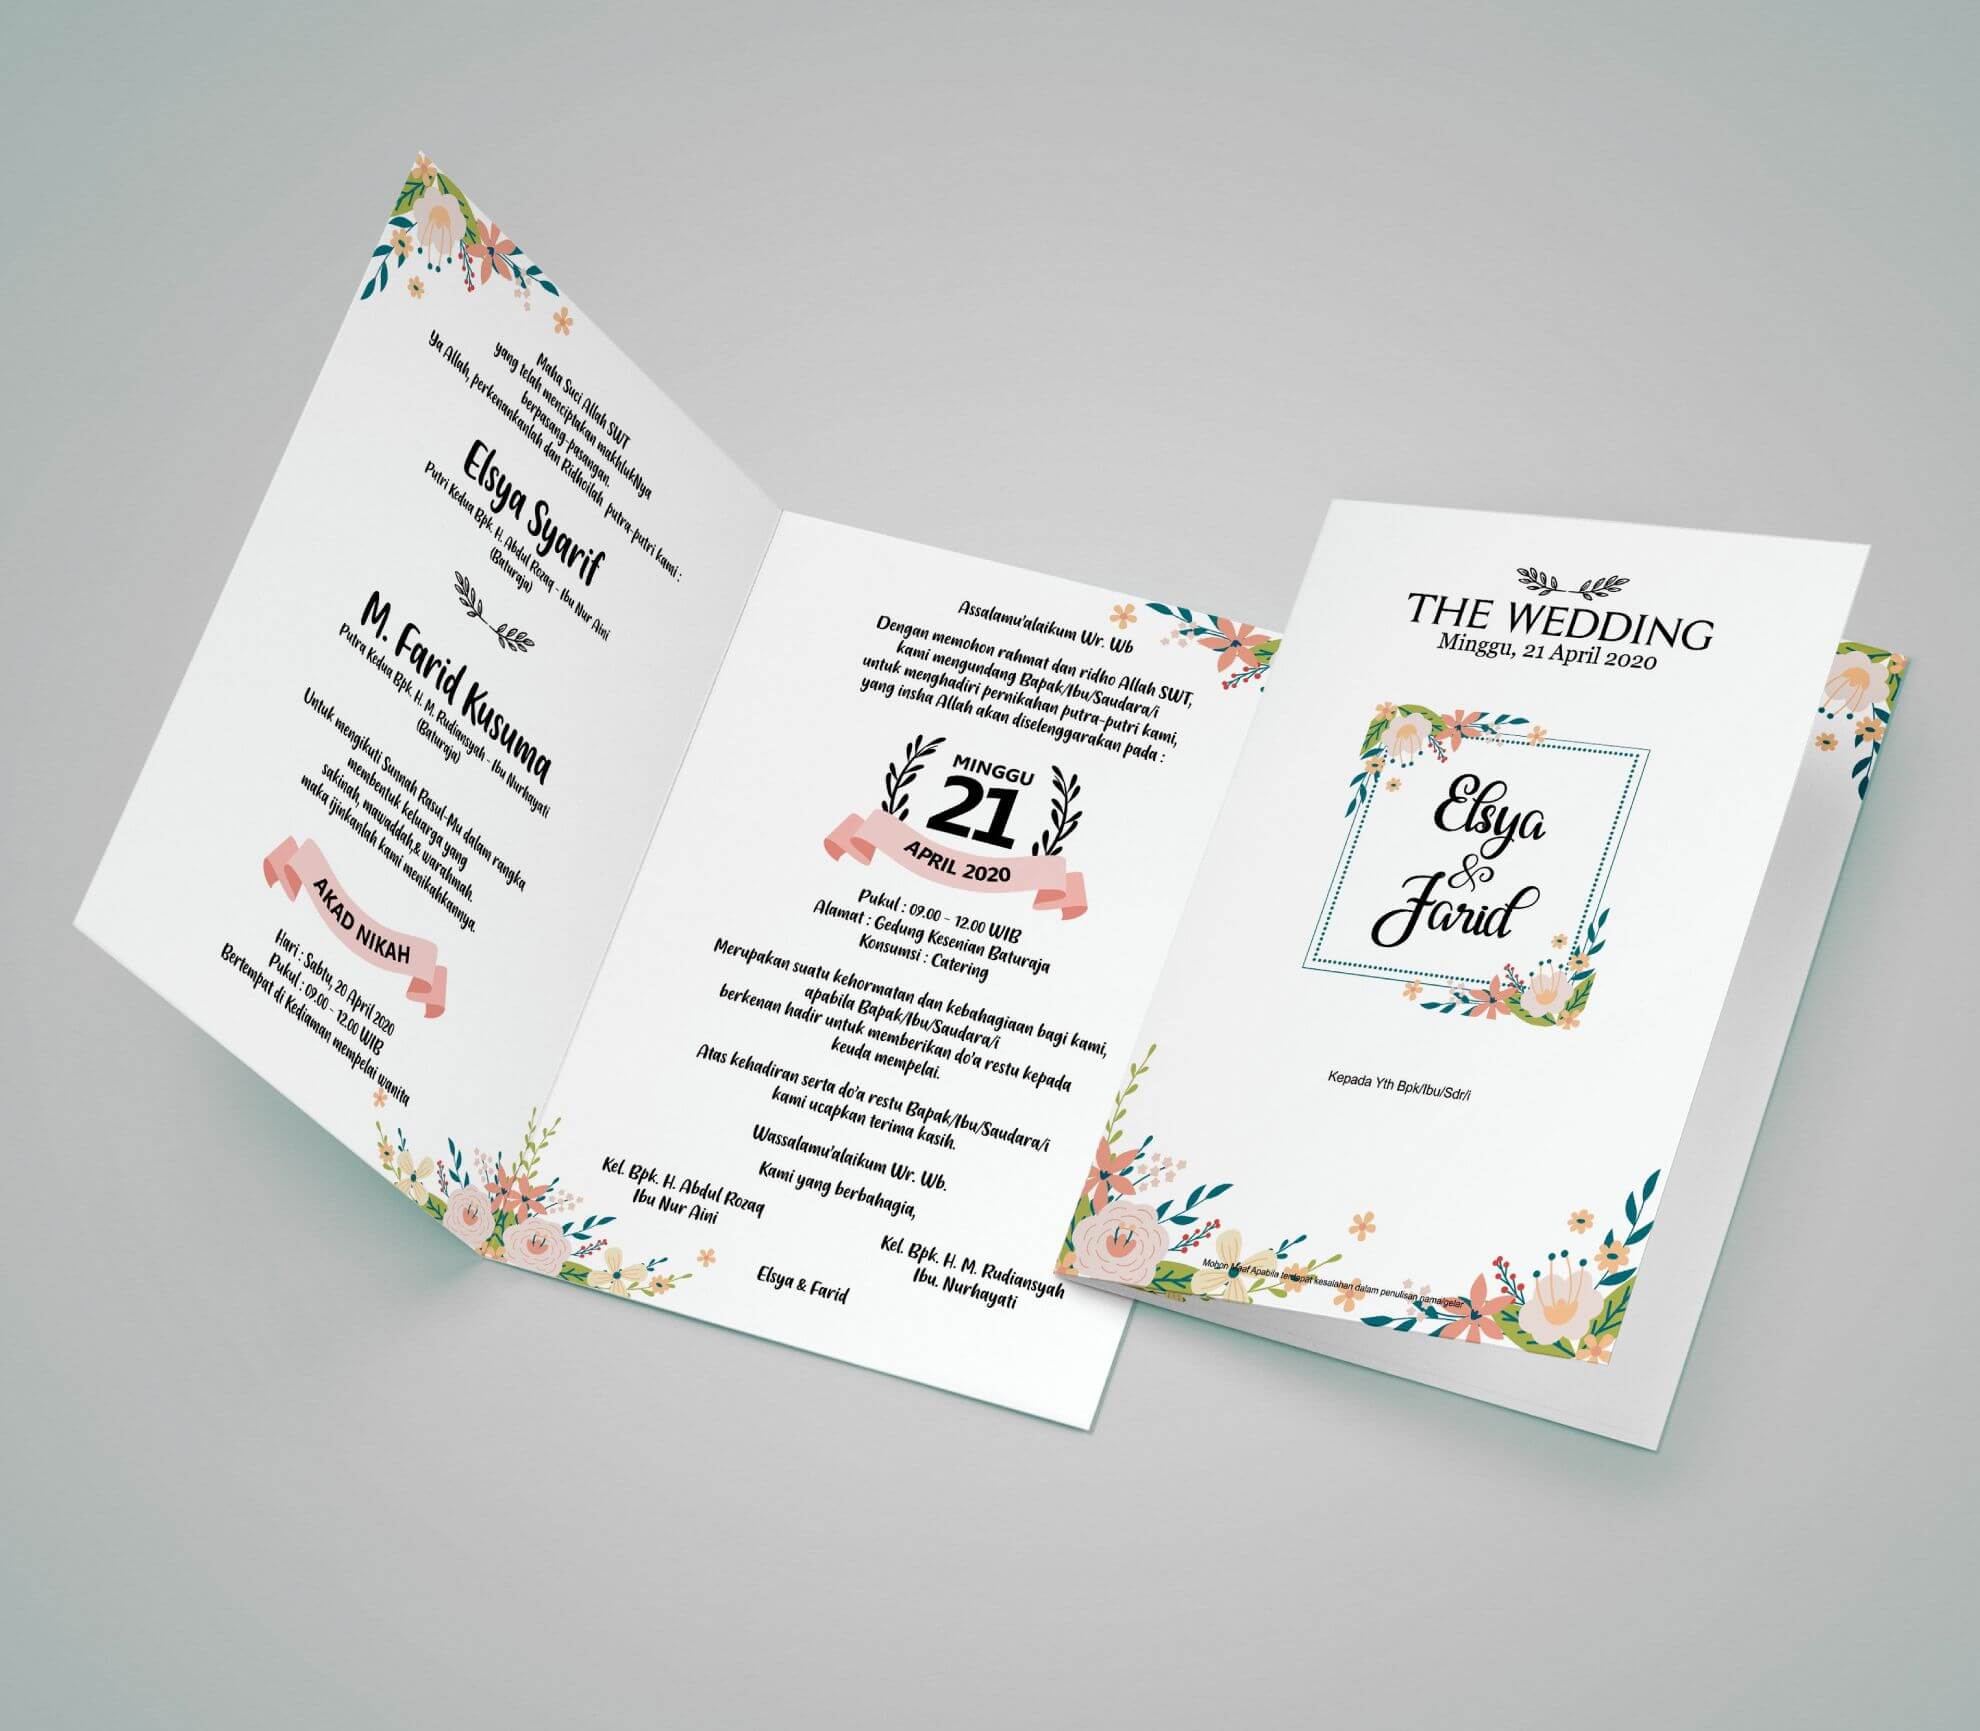 Maha Suci Allah SWT
yang telah menciptakan makhlukNya
berpasang-pasangan.
Ya Allah, perkenankanlah dan Ridhoilah putra-putri kami :
Elsya Syarif
Putri Kedua Bpk. H. Abdul Rozaq - Ibu Nur Aini
(Baturaja)
M. Farid Kusuma
Putra Kedua Bpk. H. M. Rudiansyah - Ibu Nurhayati
(Baturaja)
Untuk mengikuti Sunnah Rasul-Mu dalam rangka
membentuk keluarga yang
sakinah, mawaddah,& warahmah.
maka ijinkanlah kami menikahkannya.
AKAD NIKAH
Hari : Sabtu, 20 April 2020
Pukul : 09.00 - 12.00 WIB
Bertempat di Kediaman mempelai wanita
Assalamu'alaikum Wr. Wb
Dengan memohon rahmat dan ridho Allah SWT,
kami mengundang Bapak/Ibu/Saudara/i
untuk menghadiri pernikahan putra-putri kami,
yang insha Allah akan diselenggarakan pada :
MINGGU
21
APRIL 2020
Pukul : 09.00 - 12.00 WIB
Alamat : Gedung Kesenian Baturaja
Konsumsi : Catering
Merupakan suatu kehormatan dan kebahagiaan bagi kami,
apabila Bapak/Ibu/Saudara/i
berkenan hadir untuk memberikan do'a restu kepada
keuda mempelai.
Atas kehadiran serta do'a restu Bapak/Ibu/Saudara/i
kami ucapkan terima kasih.
Wassalamu'alaikum Wr. Wb.
Kami yang berbahagia,
Kel. Bpk. H. Abdul Rozaq
Ibu Nur Aini
Kel. Bpk. H. M. Rudiansyah
Ibu. Nurhayati
Elsya & Farid
THE WEDDING
Minggu, 21 April 2020
Elsya
&
Farid
Kepada Yth Bpk/Ibu/Sdr/i
Mohon Maaf Apabila terdapat kesalahan dalam penulisan nama/gelar